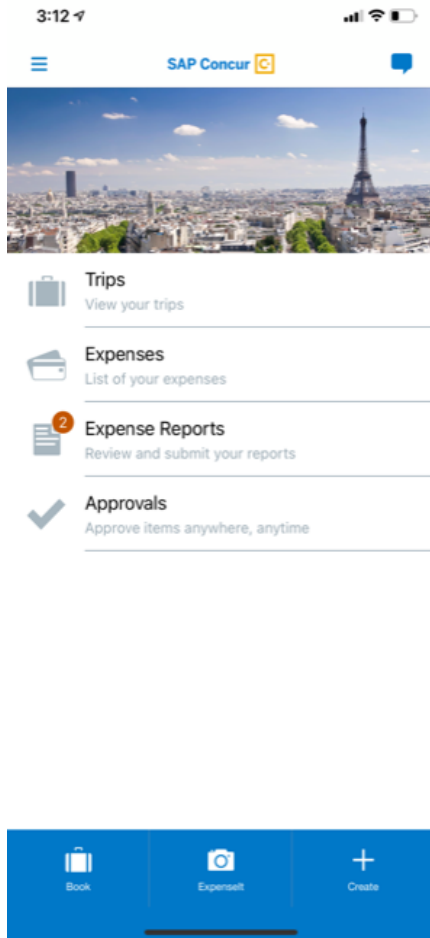 3:12
SAP Concur C
Trips
View your trips
Expenses
List of your expenses
2
Expense Reports
Review and submit your reports
Approvals
Approve items anywhere, anytime
Book
ExpenseIt
Create